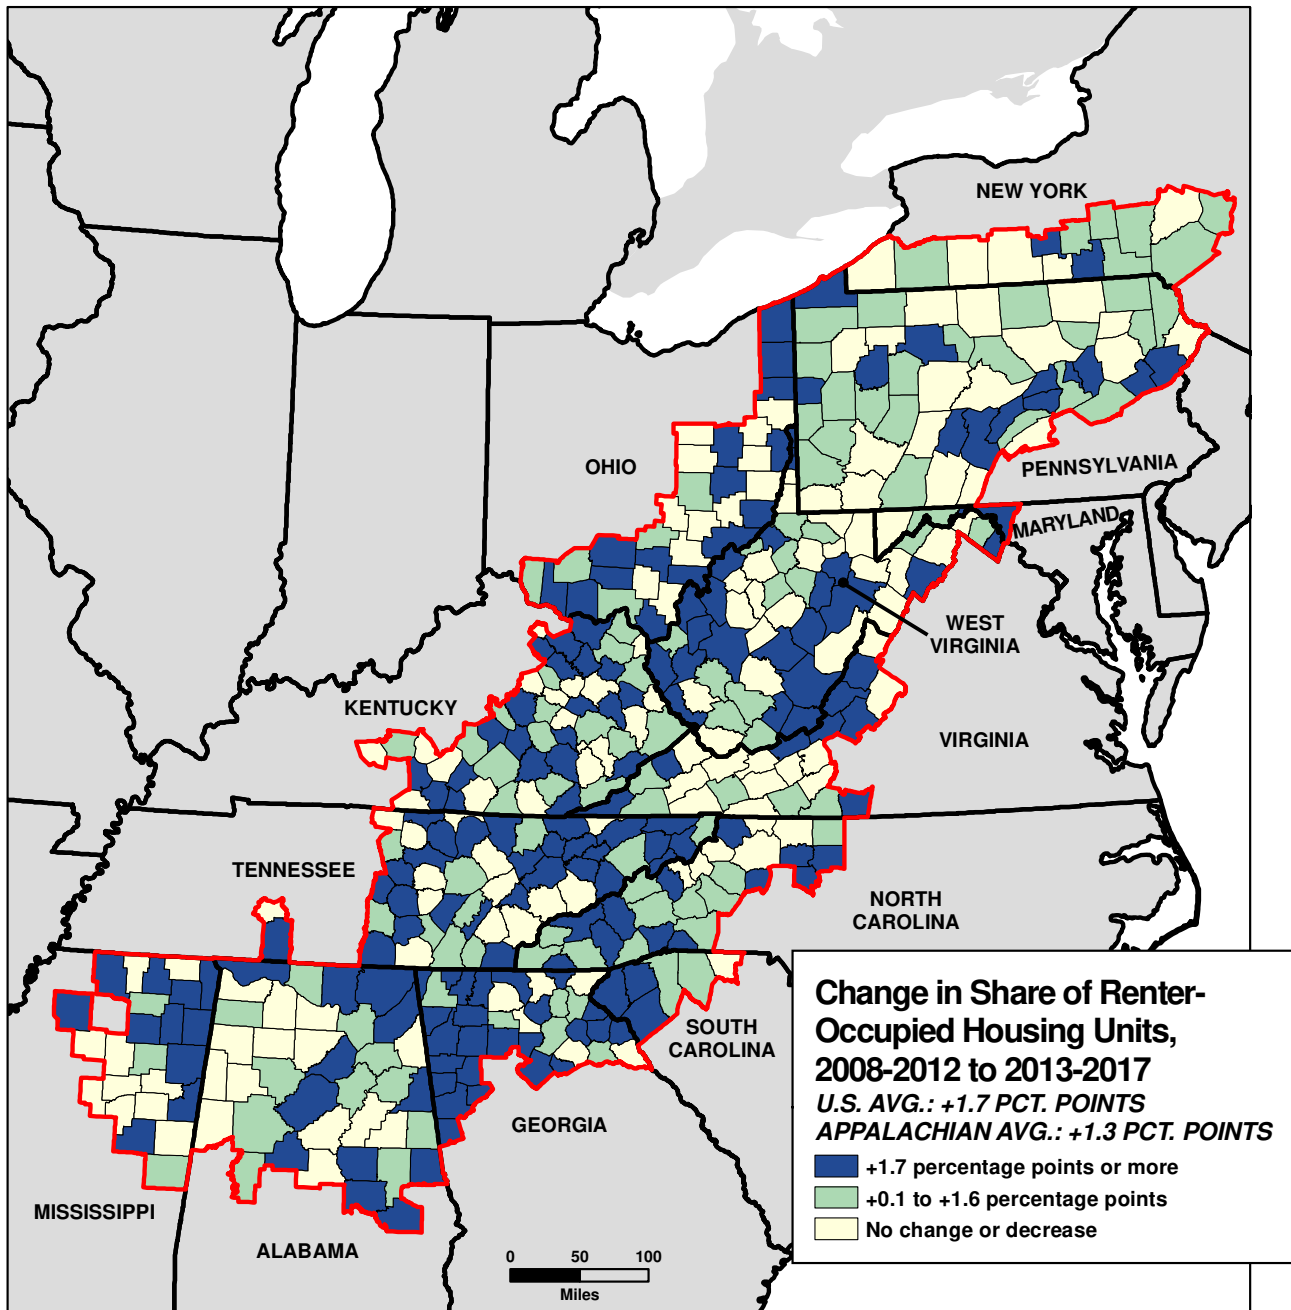 NEW YORK
OHIO
PENNSYLVANIA
MARYLAND
WEST
VIRGINIA
KENTUCKY
VIRGINIA
TENNESSEE
NORTH
CAROLINA
SOUTH
CAROLINA
GEORGIA
MISSISSIPPI
ALABAMA
Change in Share of Renter-
Occupied Housing Units,
2008-2012 to 2013-2017
U.S. AVG.: +1.7 PCT. POINTS
APPALACHIAN AVG.: +1.3 PCT. POINTS
+1.7 percentage points or more
+0.1 to +1.6 percentage points
No change or decrease
0 50 100
Miles